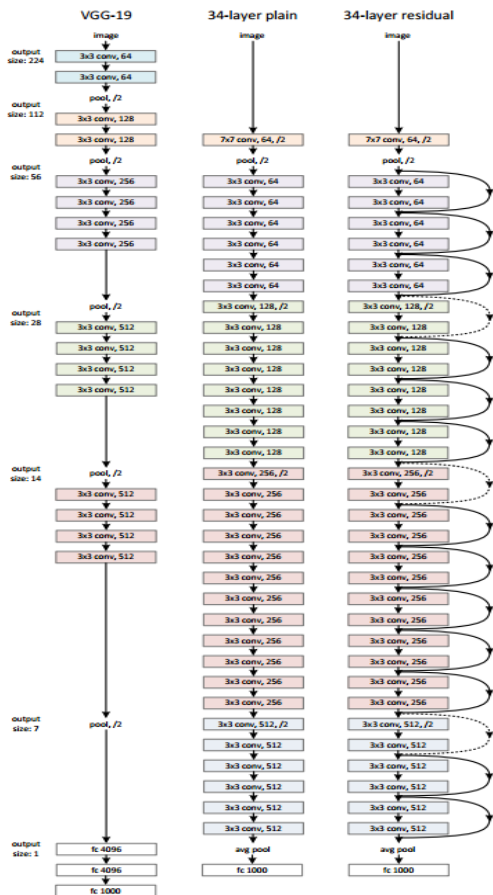 VGG-19
image
output
size: 224
3x3 conv, 64
3x3 conv, 64
pool, /2
output
size: 112
3x3 conv, 128
3x3 conv, 128
pool, /2
output
size: 56
3x3 conv, 256
3x3 conv, 256
3x3 conv, 256
3x3 conv, 256
pool, /2
output
size: 28
3x3 conv, 512
3x3 conv, 512
3x3 conv, 512
3x3 conv, 512
pool, /2
output
size: 14
3x3 conv, 512
3x3 conv, 512
3x3 conv, 512
3x3 conv, 512
output
size: 7
pool, /2
output
size: 1
fc 4096
fc 4096
fc 1000
34-layer plain
image
7x7 conv, 64, /2
pool, /2
3x3 conv, 64
3x3 conv, 64
3x3 conv, 64
3x3 conv, 64
3x3 conv, 64
3x3 conv, 64
3x3 conv, 128, /2
3x3 conv, 128
3x3 conv, 128
3x3 conv, 128
3x3 conv, 128
3x3 conv, 128
3x3 conv, 128
3x3 conv, 128
3x3 conv, 256, /2
3x3 conv, 256
3x3 conv, 256
3x3 conv, 256
3x3 conv, 256
3x3 conv, 256
3x3 conv, 256
3x3 conv, 256
3x3 conv, 256
3x3 conv, 256
3x3 conv, 256
3x3 conv, 256
3x3 conv, 512, /2
3x3 conv, 512
3x3 conv, 512
3x3 conv, 512
3x3 conv, 512
3x3 conv, 512
avg pool
fc 1000
34-layer residual
image
7x7 conv, 64, /2
pool, /2
3x3 conv, 64
3x3 conv, 64
3x3 conv, 64
3x3 conv, 64
3x3 conv, 64
3x3 conv, 64
3x3 conv, 128, /2
3x3 conv, 128
3x3 conv, 128
3x3 conv, 128
3x3 conv, 128
3x3 conv, 128
3x3 conv, 128
3x3 conv, 128
3x3 conv, 256, /2
3x3 conv, 256
3x3 conv, 256
3x3 conv, 256
3x3 conv, 256
3x3 conv, 256
3x3 conv, 256
3x3 conv, 256
3x3 conv, 256
3x3 conv, 256
3x3 conv, 256
3x3 conv, 256
3x3 conv, 512, /2
3x3 conv, 512
3x3 conv, 512
3x3 conv, 512
3x3 conv, 512
3x3 conv, 512
avg pool
fc 1000